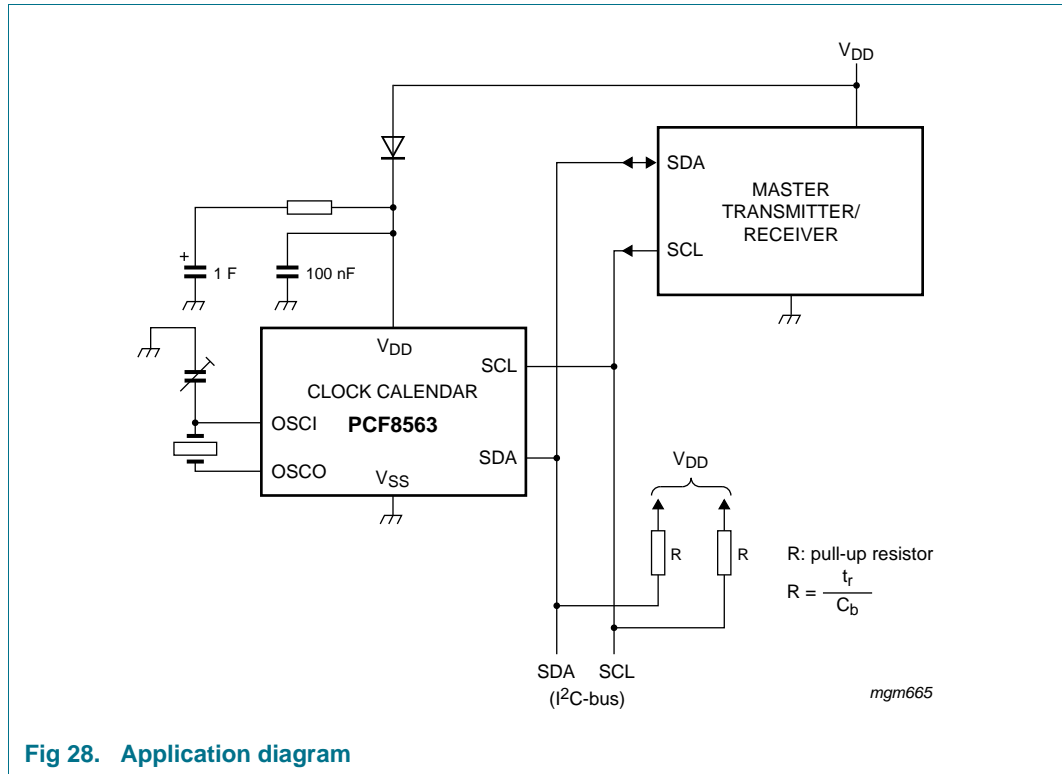 VDD
SDA
MASTER
TRANSMITTER/
RECEIVER
SCL
+
1 F
100 nF
VDD
SCL
CLOCK CALENDAR
PCF8563
OSCI
SDA
OSCO
VSS
VDD
R
R
R: pull-up resistor
R = tr / Cb
SDA SCL
(I²C-bus)
mgm665
Fig 28. Application diagram